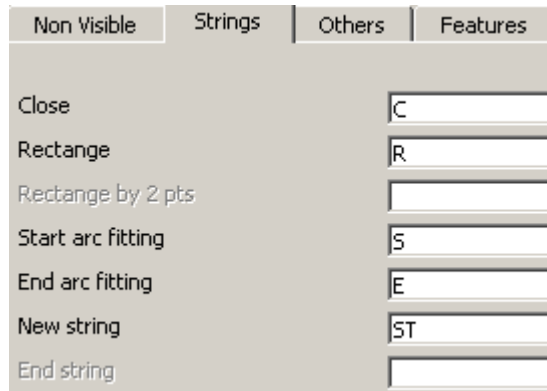 Non Visible Strings Others Features
Close C
Rectange R
Rectange by 2 pts
Start arc fitting S
End arc fitting E
New string ST
End string